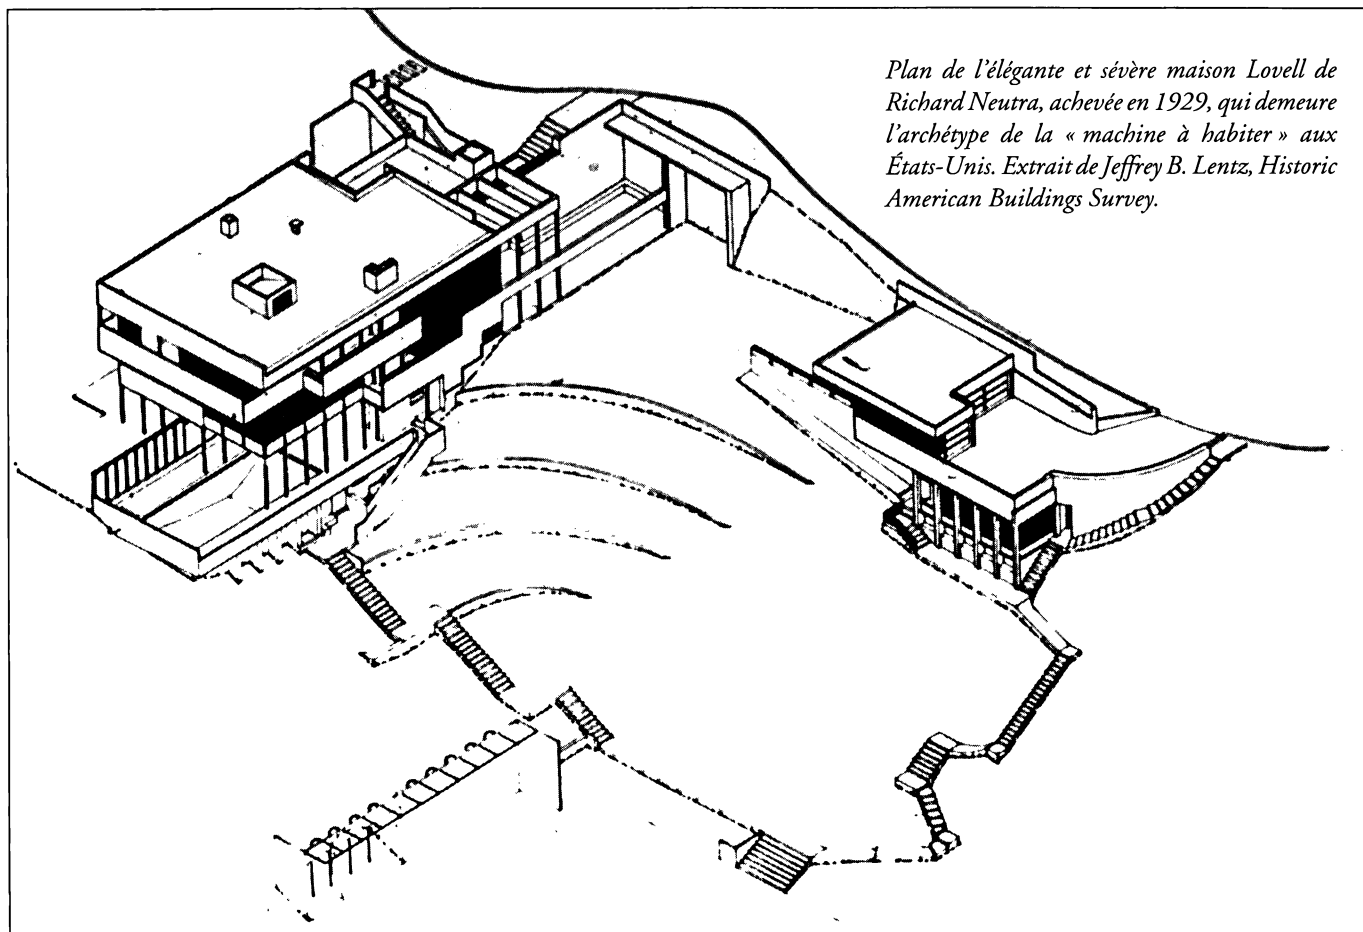 Plan de l'élégante et sévère maison Lovell de
Richard Neutra, achevée en 1929, qui demeure
l'archétype de la « machine à habiter » aux
États-Unis. Extrait de Jeffrey B. Lentz, Historic
American Buildings Survey.